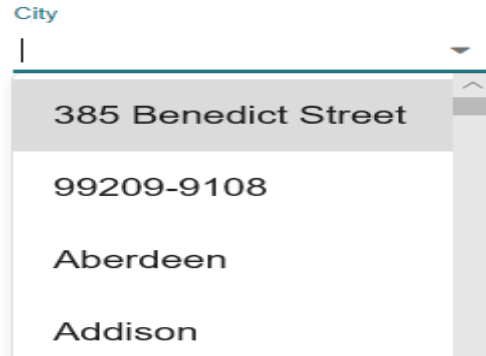 City
385 Benedict Street
99209-9108
Aberdeen
Addison